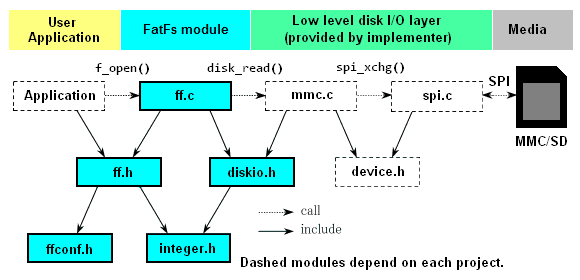 User
Application
FatFs module
Low level disk I/O layer
(provided by implementer)
Media
f_open()
disk_read()
spi_xchg()
Application
ff.c
mmc.c
spi.c
SPI
MMC/SD
ff.h
diskio.h
device.h
call
include
ffconf.h
integer.h
Dashed modules depend on each project.